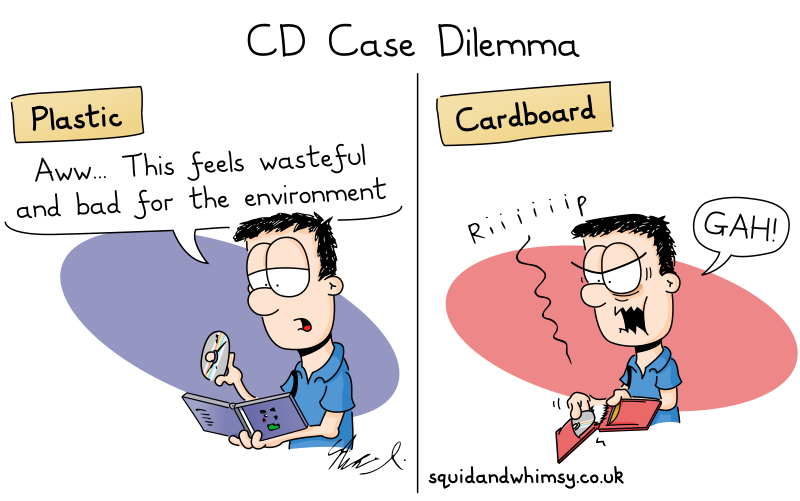 CD Case Dilemma
Plastic
Aww... This feels wasteful
and bad for the environment
Cardboard
Riiiiiip
GAH!
squidandwhimsy.co.uk